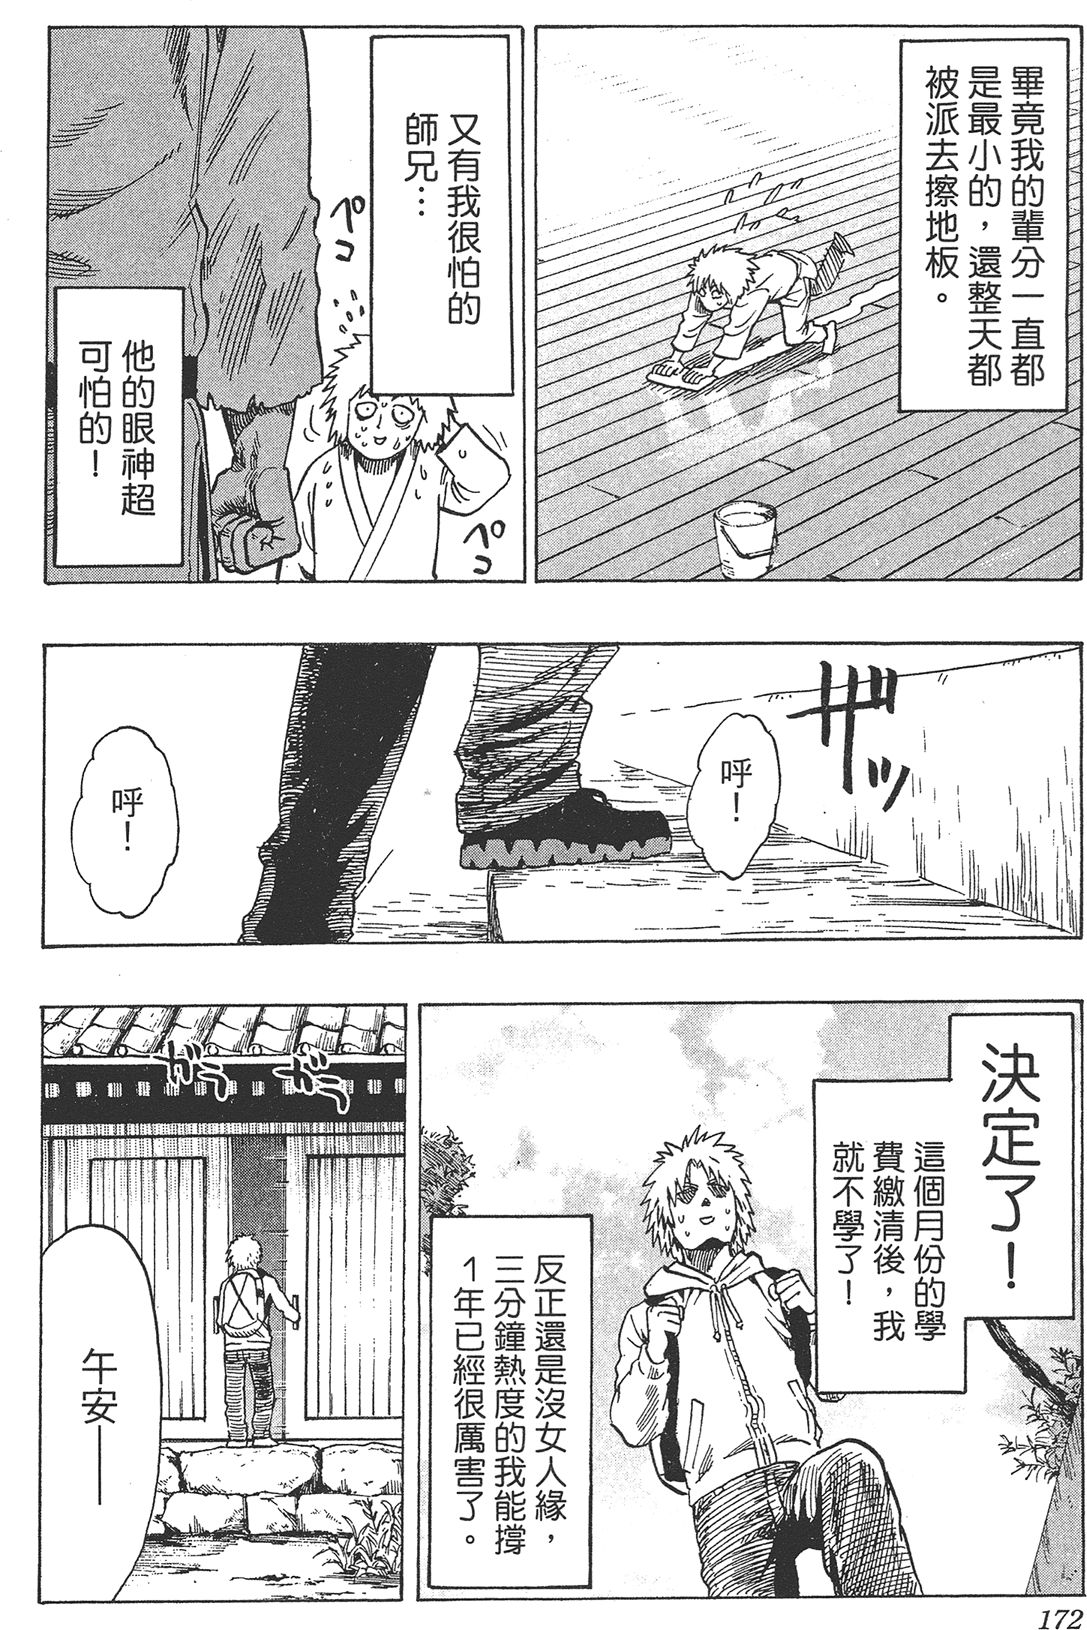 畢竟我的輩分一直都
是最小的，還整天都
被派去擦地板。
又有我很怕的
師兄…
ペコ
他的眼神超
可怕的！
ペコ
ザッ
呼！
呼！
決定了！
這個月份的學
費繳清後，我
就不學了！
反正還是沒女人緣，
三分鐘熱度的我能撐
１年已經很厲害了。
ガラガラ
午安——
172